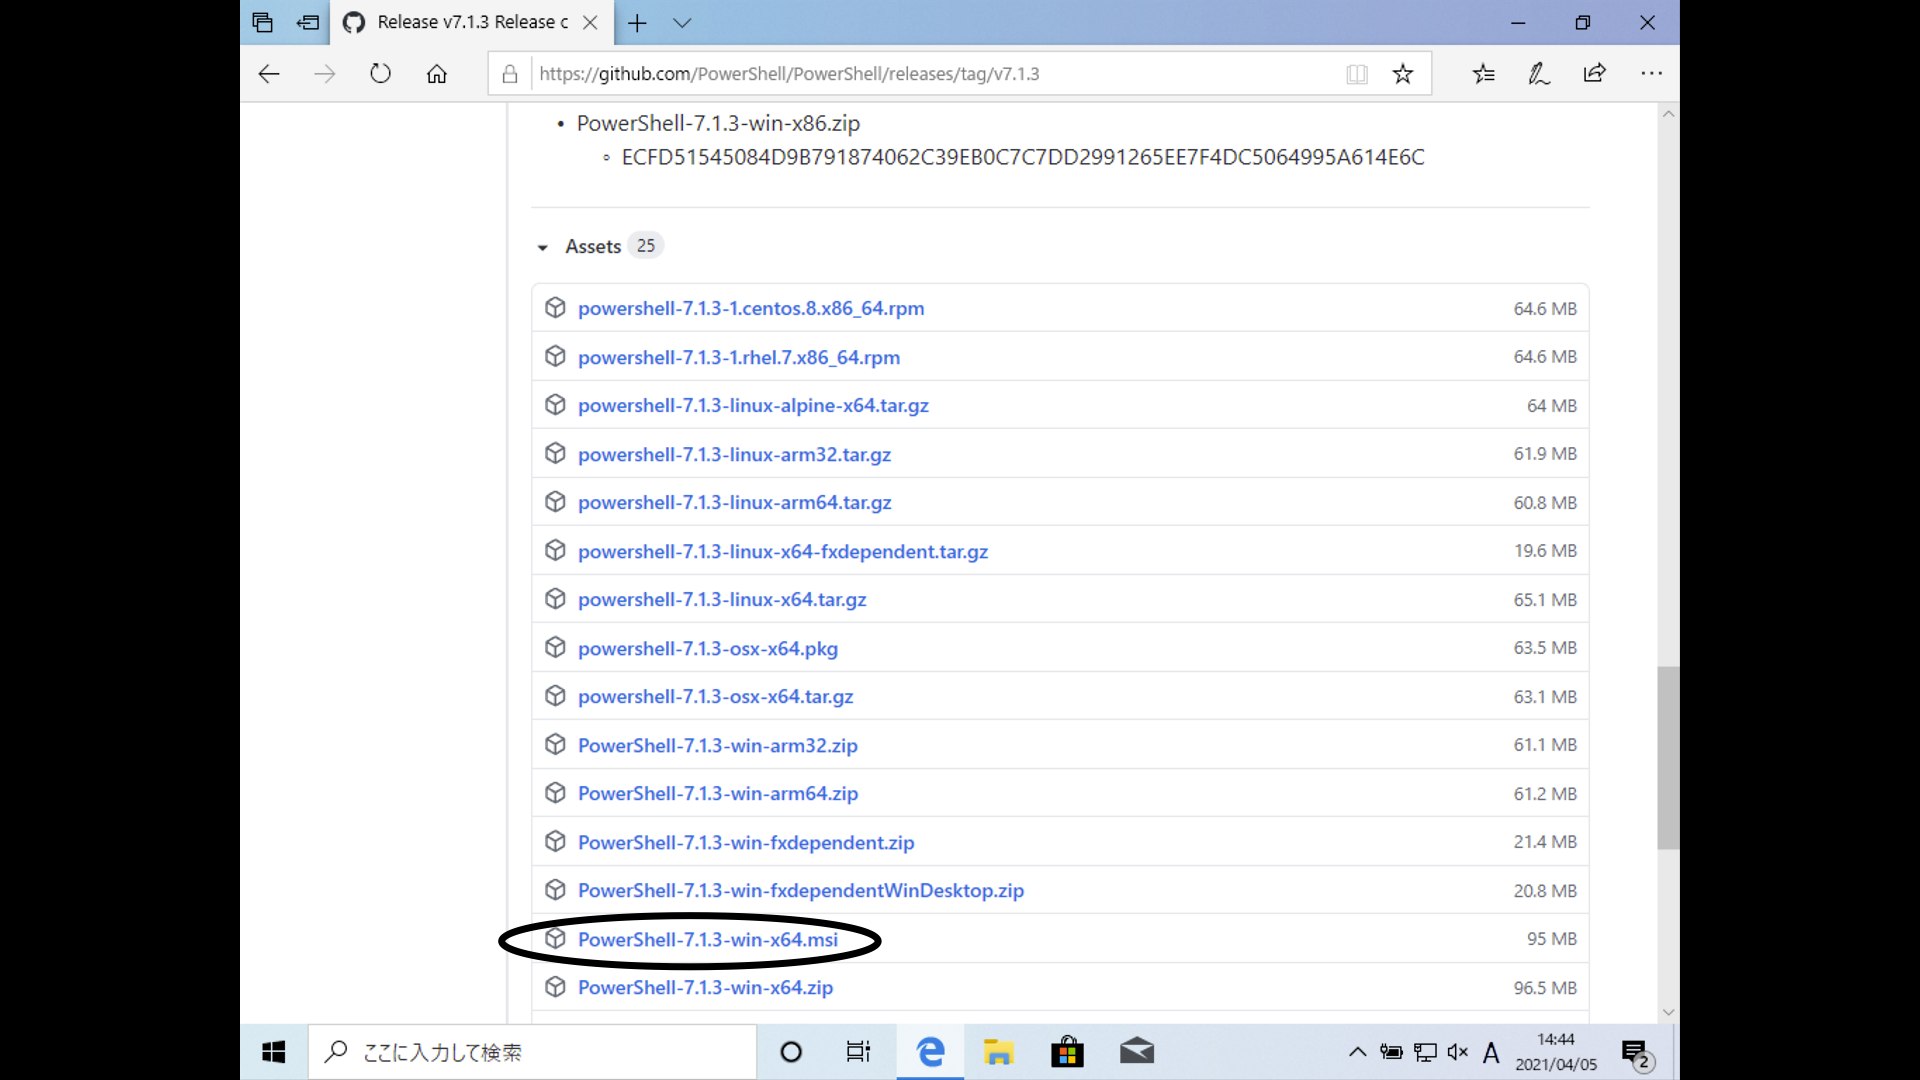 Release v7.1.3 Release c
https://github.com/PowerShell/PowerShell/releases/tag/v7.1.3
• PowerShell-7.1.3-win-x86.zip
◦ ECFD51545084D9B791874062C39EB0C7C7DD2991265EE7F4DC5064995A614E6C
Assets 25
powershell-7.1.3-1.centos.8.x86_64.rpm 64.6 MB
powershell-7.1.3-1.rhel.7.x86_64.rpm 64.6 MB
powershell-7.1.3-linux-alpine-x64.tar.gz 64 MB
powershell-7.1.3-linux-arm32.tar.gz 61.9 MB
powershell-7.1.3-linux-arm64.tar.gz 60.8 MB
powershell-7.1.3-linux-x64-fxdependent.tar.gz 19.6 MB
powershell-7.1.3-linux-x64.tar.gz 65.1 MB
powershell-7.1.3-osx-x64.pkg 63.5 MB
powershell-7.1.3-osx-x64.tar.gz 63.1 MB
PowerShell-7.1.3-win-arm32.zip 61.1 MB
PowerShell-7.1.3-win-arm64.zip 61.2 MB
PowerShell-7.1.3-win-fxdependent.zip 21.4 MB
PowerShell-7.1.3-win-fxdependentWinDesktop.zip 20.8 MB
PowerShell-7.1.3-win-x64.msi 95 MB
PowerShell-7.1.3-win-x64.zip 96.5 MB
ここに入力して検索
A
14:44
2021/04/05
2